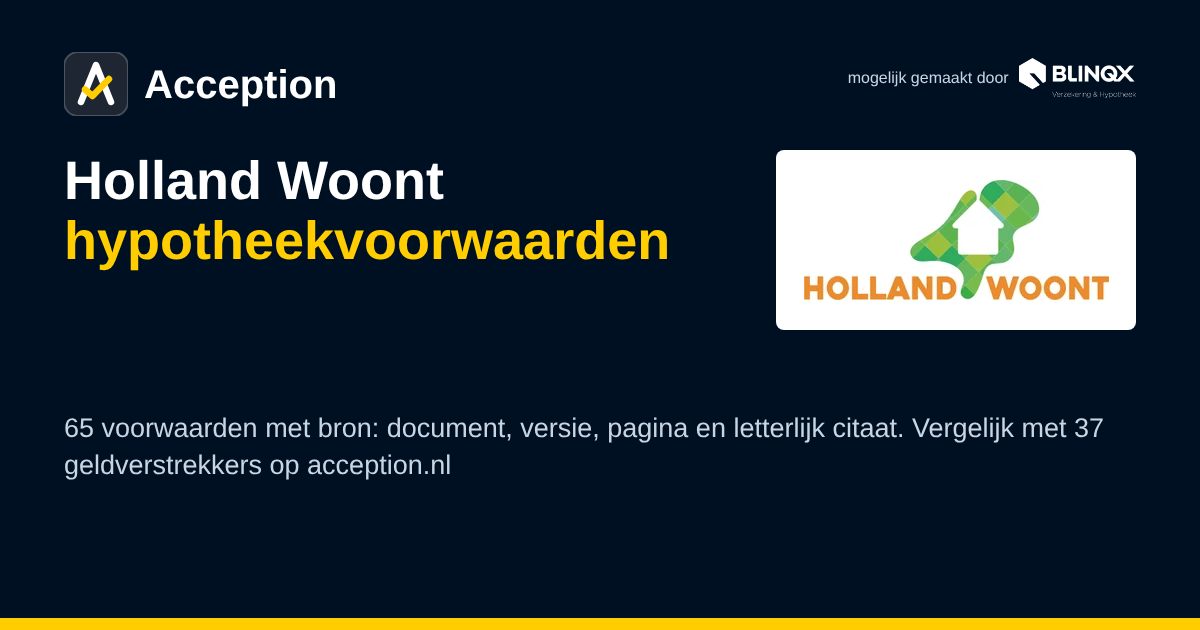 Acception
mogelijk gemaakt door
BLINQX
Verzekering & Hypotheek
Holland Woont
hypotheekvoorwaarden
HOLLAND WOONT
65 voorwaarden met bron: document, versie, pagina en letterlijk citaat. Vergelijk met 37
geldverstrekkers op acception.nl